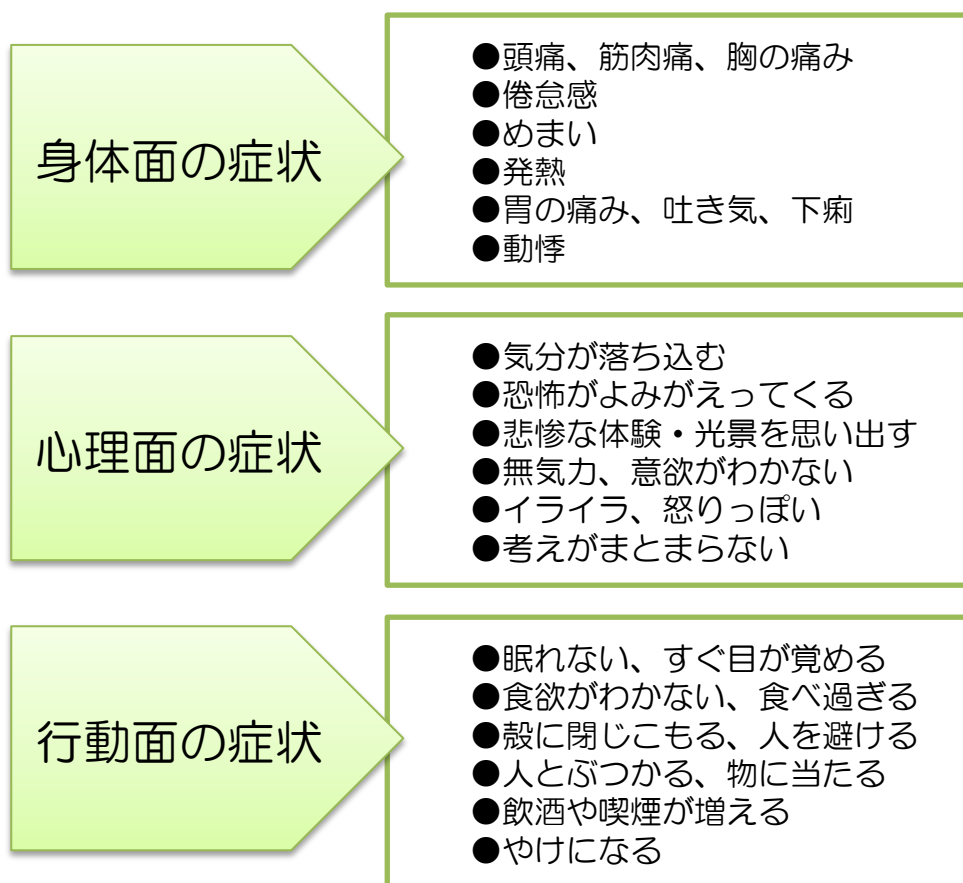 身体面の症状
●頭痛、筋肉痛、胸の痛み
●倦怠感
●めまい
●発熱
●胃の痛み、吐き気、下痢
●動悸
心理面の症状
●気分が落ち込む
●恐怖がよみがえってくる
●悲惨な体験・光景を思い出す
●無気力、意欲がわかない
●イライラ、怒りっぽい
●考えがまとまらない
行動面の症状
●眠れない、すぐ目が覚める
●食欲がわかない、食べ過ぎる
●殻に閉じこもる、人を避ける
●人とぶつかる、物に当たる
●飲酒や喫煙が増える
●やけになる